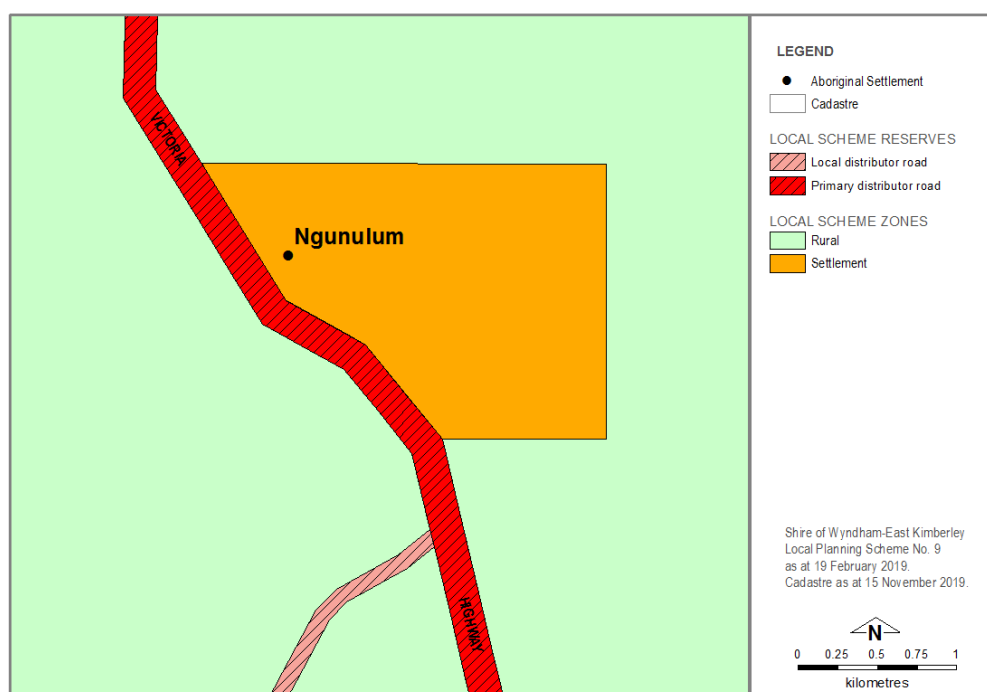 VICTORIA
Ngunulum
HIGHWAY
LEGEND
Aboriginal Settlement
Cadastre
LOCAL SCHEME RESERVES
Local distributor road
Primary distributor road
LOCAL SCHEME ZONES
Rural
Settlement
Shire of Wyndham-East Kimberley
Local Planning Scheme No. 9
as at 19 February 2019.
Cadastre as at 15 November 2019.
N
0 0.25 0.5 0.75 1
kilometres